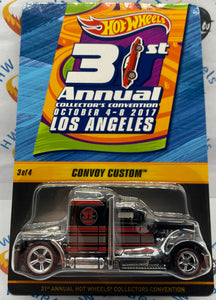 Hot Wheels
31st
Annual
COLLECTOR'S CONVENTION
OCTOBER 4-8 2017
LOS ANGELES
3 of 4
CONVOY CUSTOM™
31
31st ANNUAL HOT WHEELS® COLLECTORS CONVENTION